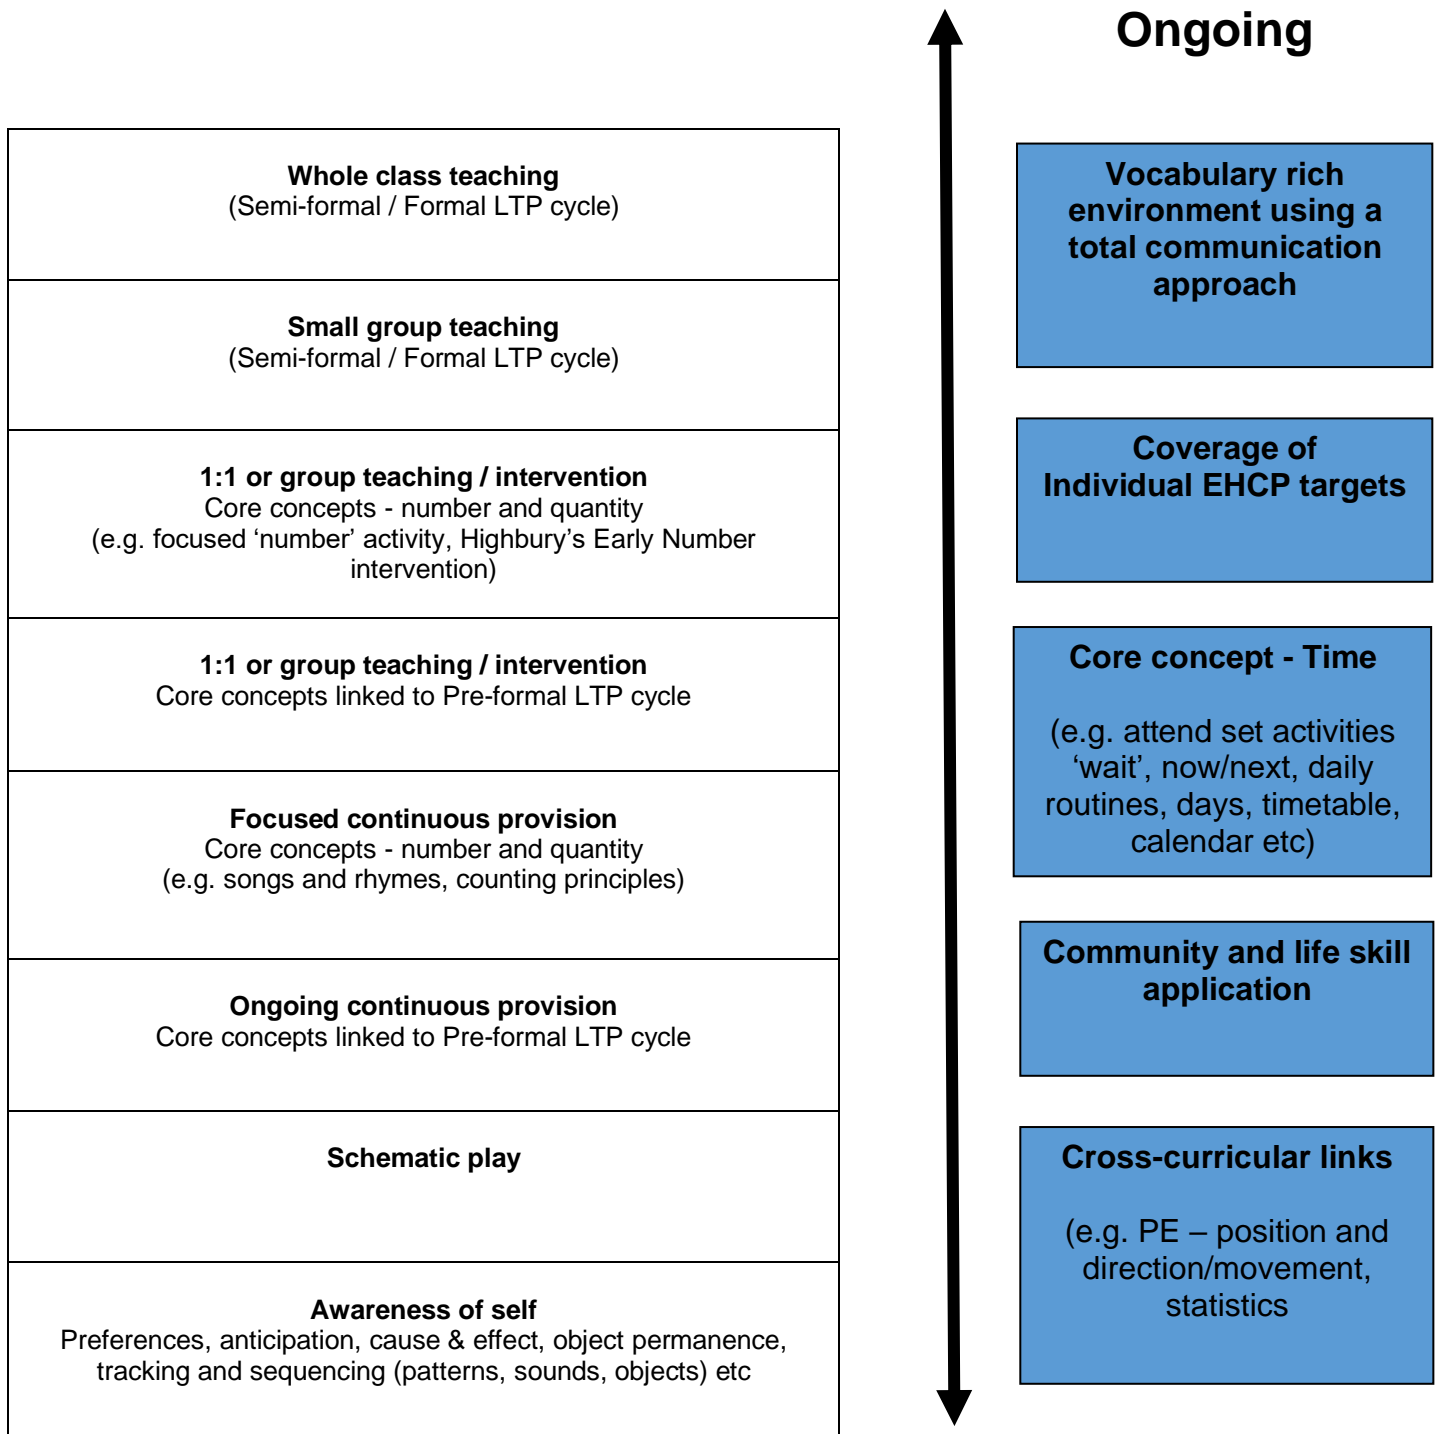 Ongoing
Whole class teaching
(Semi-formal / Formal LTP cycle)
Small group teaching
(Semi-formal / Formal LTP cycle)
1:1 or group teaching / intervention
Core concepts - number and quantity
(e.g. focused ‘number’ activity, Highbury’s Early Number
intervention)
1:1 or group teaching / intervention
Core concepts linked to Pre-formal LTP cycle
Focused continuous provision
Core concepts - number and quantity
(e.g. songs and rhymes, counting principles)
Ongoing continuous provision
Core concepts linked to Pre-formal LTP cycle
Schematic play
Awareness of self
Preferences, anticipation, cause & effect, object permanence,
tracking and sequencing (patterns, sounds, objects) etc
Vocabulary rich
environment using a
total communication
approach
Coverage of
Individual EHCP targets
Core concept - Time
(e.g. attend set activities
‘wait’, now/next, daily
routines, days, timetable,
calendar etc)
Community and life skill
application
Cross-curricular links
(e.g. PE – position and
direction/movement,
statistics